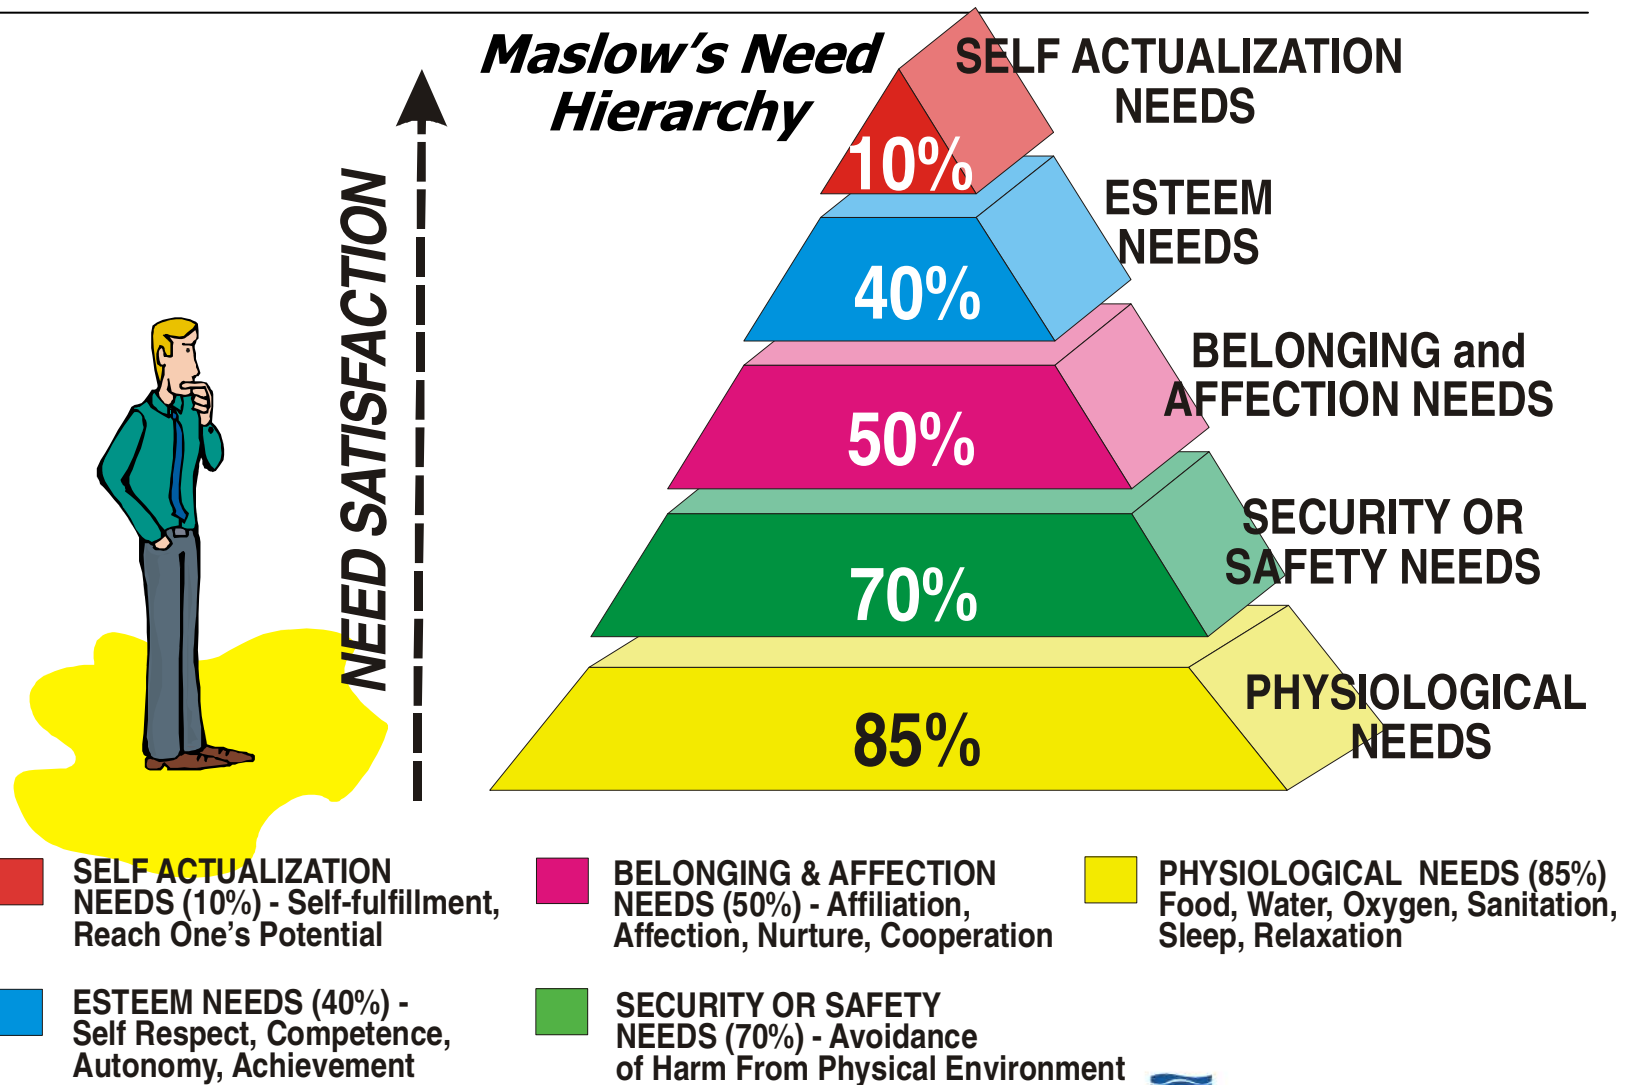 Maslow's Need
Hierarchy
SELF ACTUALIZATION
NEEDS
10%
ESTEEM
NEEDS
40%
BELONGING and
AFFECTION NEEDS
50%
SECURITY OR
SAFETY NEEDS
70%
PHYSIOLOGICAL
NEEDS
85%
NEED SATISFACTION
SELF ACTUALIZATION
NEEDS (10%) - Self-fulfillment,
Reach One's Potential
ESTEEM NEEDS (40%) -
Self Respect, Competence,
Autonomy, Achievement
BELONGING & AFFECTION
NEEDS (50%) - Affiliation,
Affection, Nurture, Cooperation
SECURITY OR SAFETY
NEEDS (70%) - Avoidance
of Harm From Physical Environment
PHYSIOLOGICAL NEEDS (85%)
Food, Water, Oxygen, Sanitation,
Sleep, Relaxation